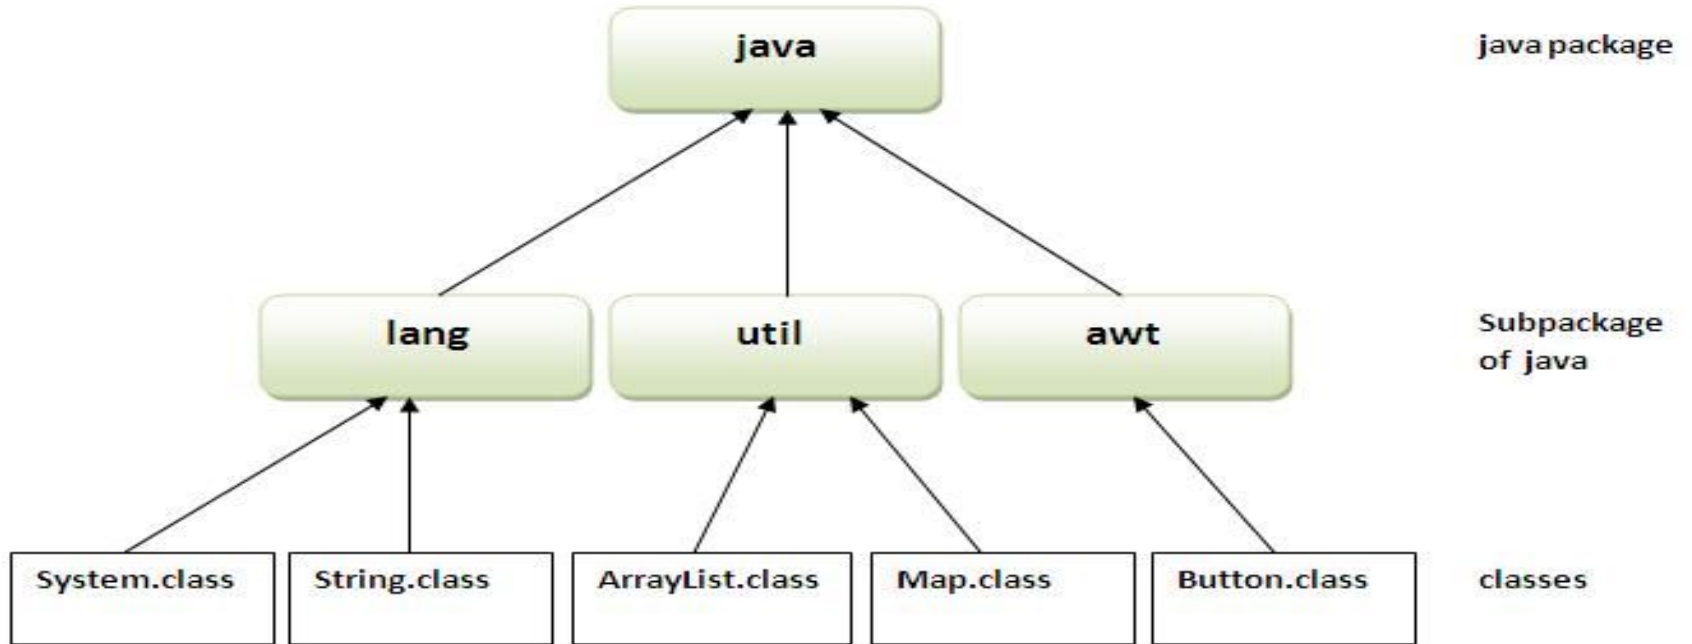 java
java package
lang
util
awt
Subpackage
of java
System.class
String.class
ArrayList.class
Map.class
Button.class
classes